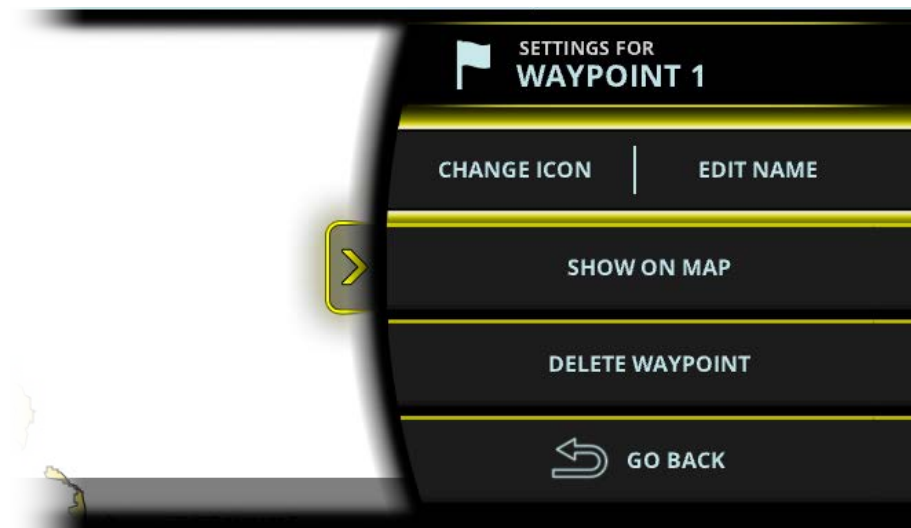 SETTINGS FOR
WAYPOINT 1
CHANGE ICON
EDIT NAME
SHOW ON MAP
DELETE WAYPOINT
GO BACK